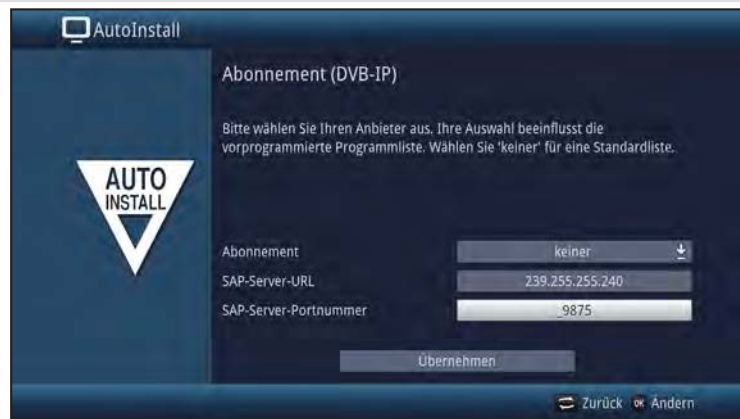 AutoInstall
Abonnement (DVB-IP)
Bitte wählen Sie Ihren Anbieter aus. Ihre Auswahl beeinflusst die
vorprogrammierte Programmliste. Wählen Sie 'keiner' für eine Standardliste.
AUTO
INSTALL
Abonnement keiner
SAP-Server-URL 239.255.255.240
SAP-Server-Portnummer _9875
Übernehmen
Zurück OK Ändern